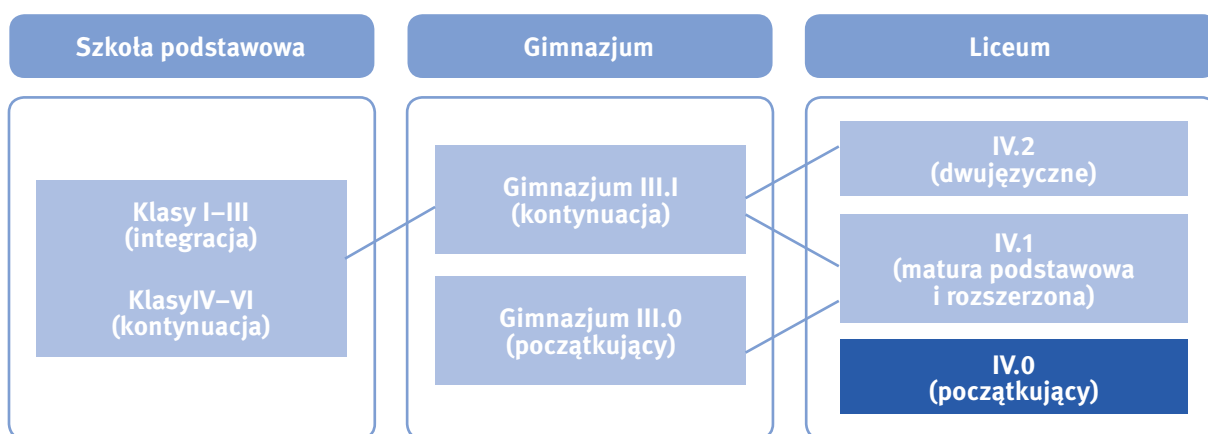 Szkoła podstawowa
Gimnazjum
Liceum
Klasy I–III
(integracja)
KlasyIV–VI
(kontynuacja)
Gimnazjum III.I
(kontynuacja)
Gimnazjum III.0
(początkujący)
IV.2
(dwujęzyczne)
IV.1
(matura podstawowa
i rozszerzona)
IV.0
(początkujący)